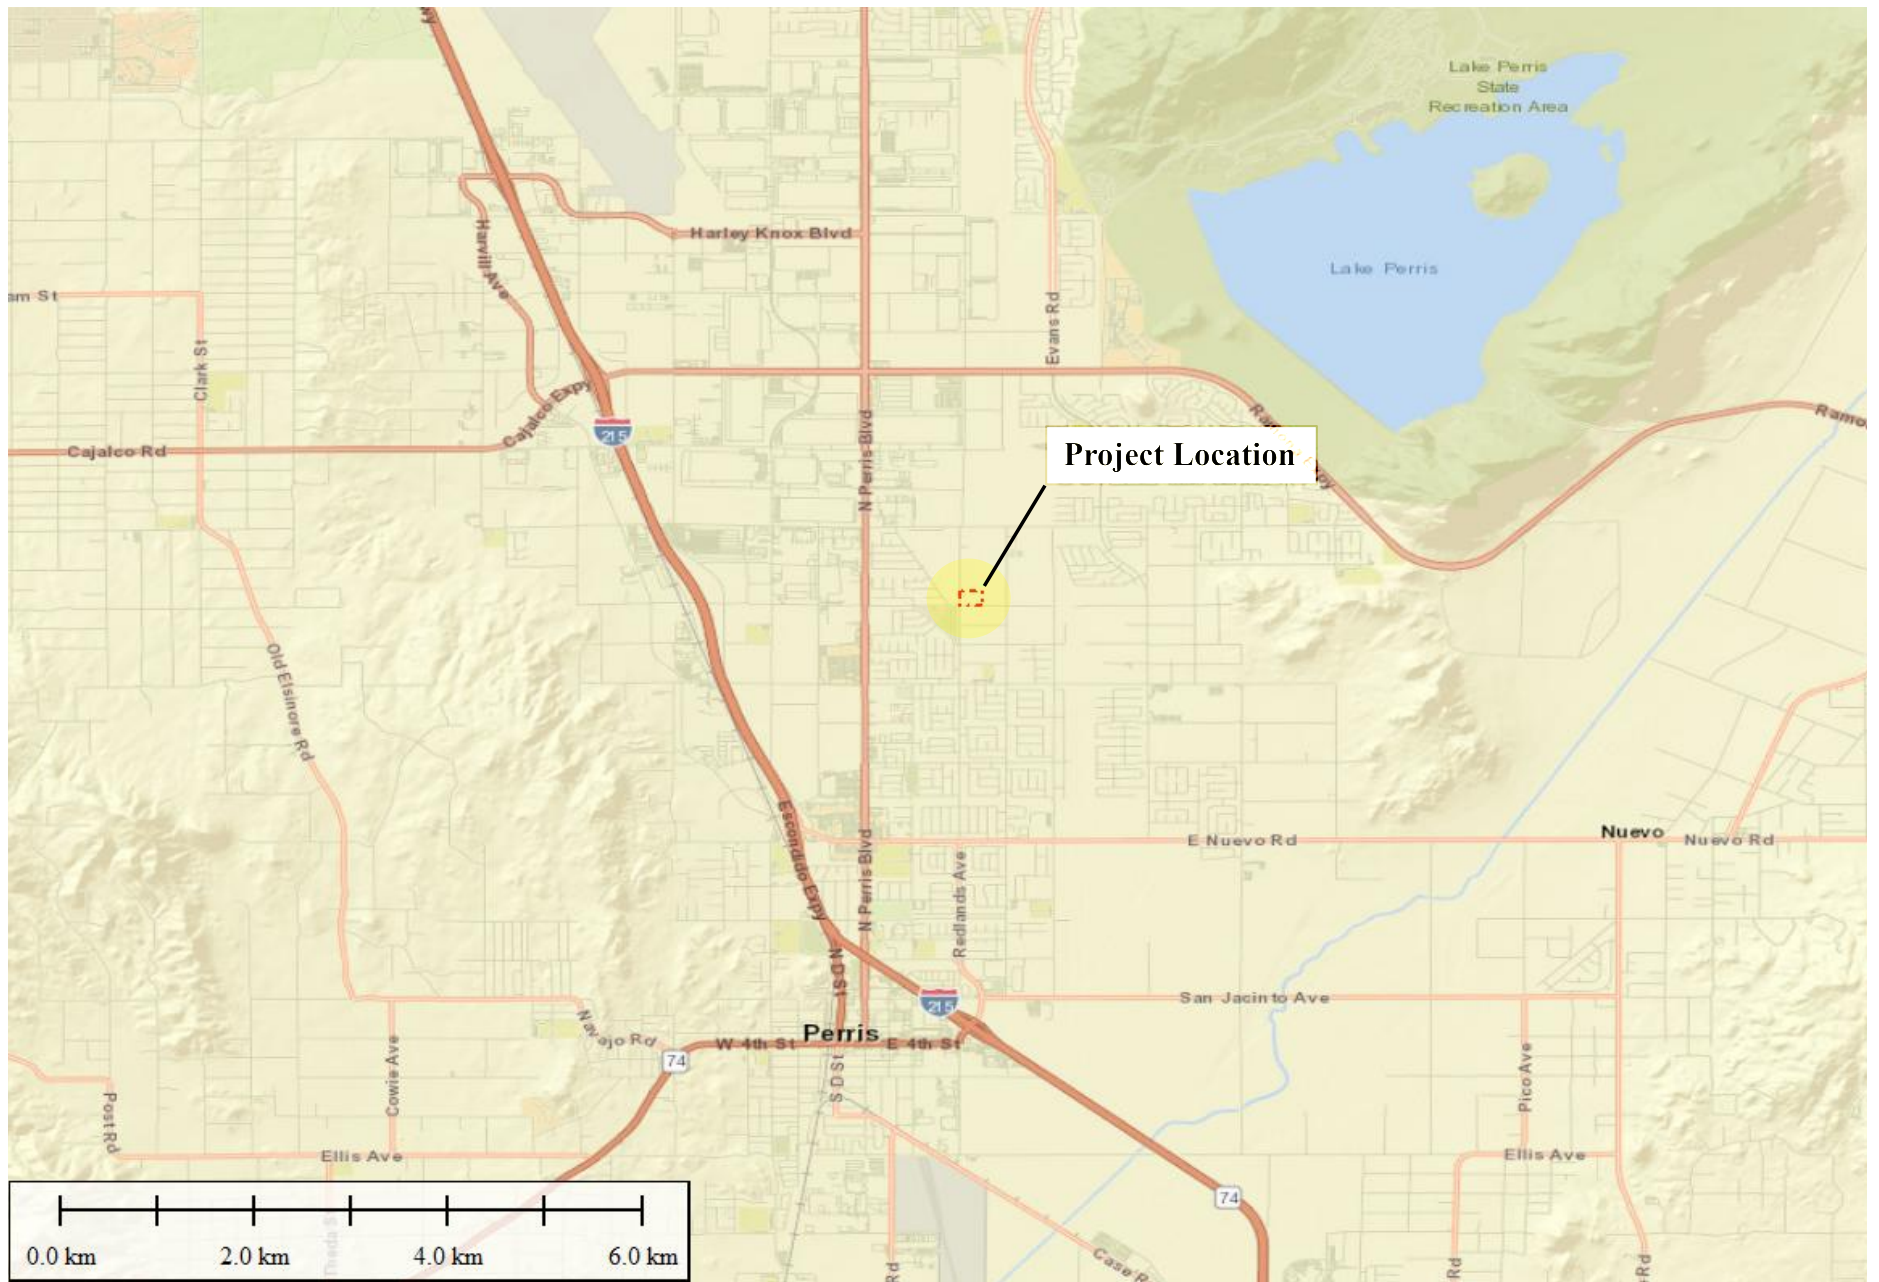 Lake Perris
State
Recreation Area
Harley Knox Blvd
Harvill Ave
Lake Perris
Evans Rd
Clark St
Cajalco Expy
215
N Perris Blvd
Cajalco Rd
Project Location
Old Elsinore Rd
Escondido Expy
N Perris Blvd
E Nuevo Rd
Nuevo
Nuevo Rd
Redlands Ave
N D St
215
San Jacinto Ave
Navajo Rd
Perris
W 4th St
E 4th St
74
S D St
Cowie Ave
Pico Ave
Post Rd
Ellis Ave
Ellis Ave
74
0.0 km
2.0 km
4.0 km
6.0 km
Rd
Rd
Rd